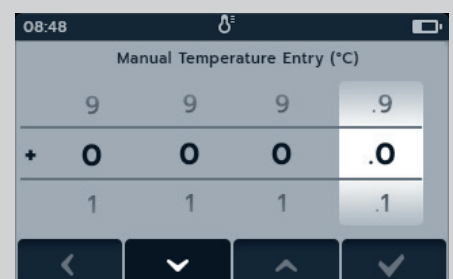 08:48
Manual Temperature Entry (°C)
9 9 9 .9
+ 0 0 0 .0
1 1 1 .1